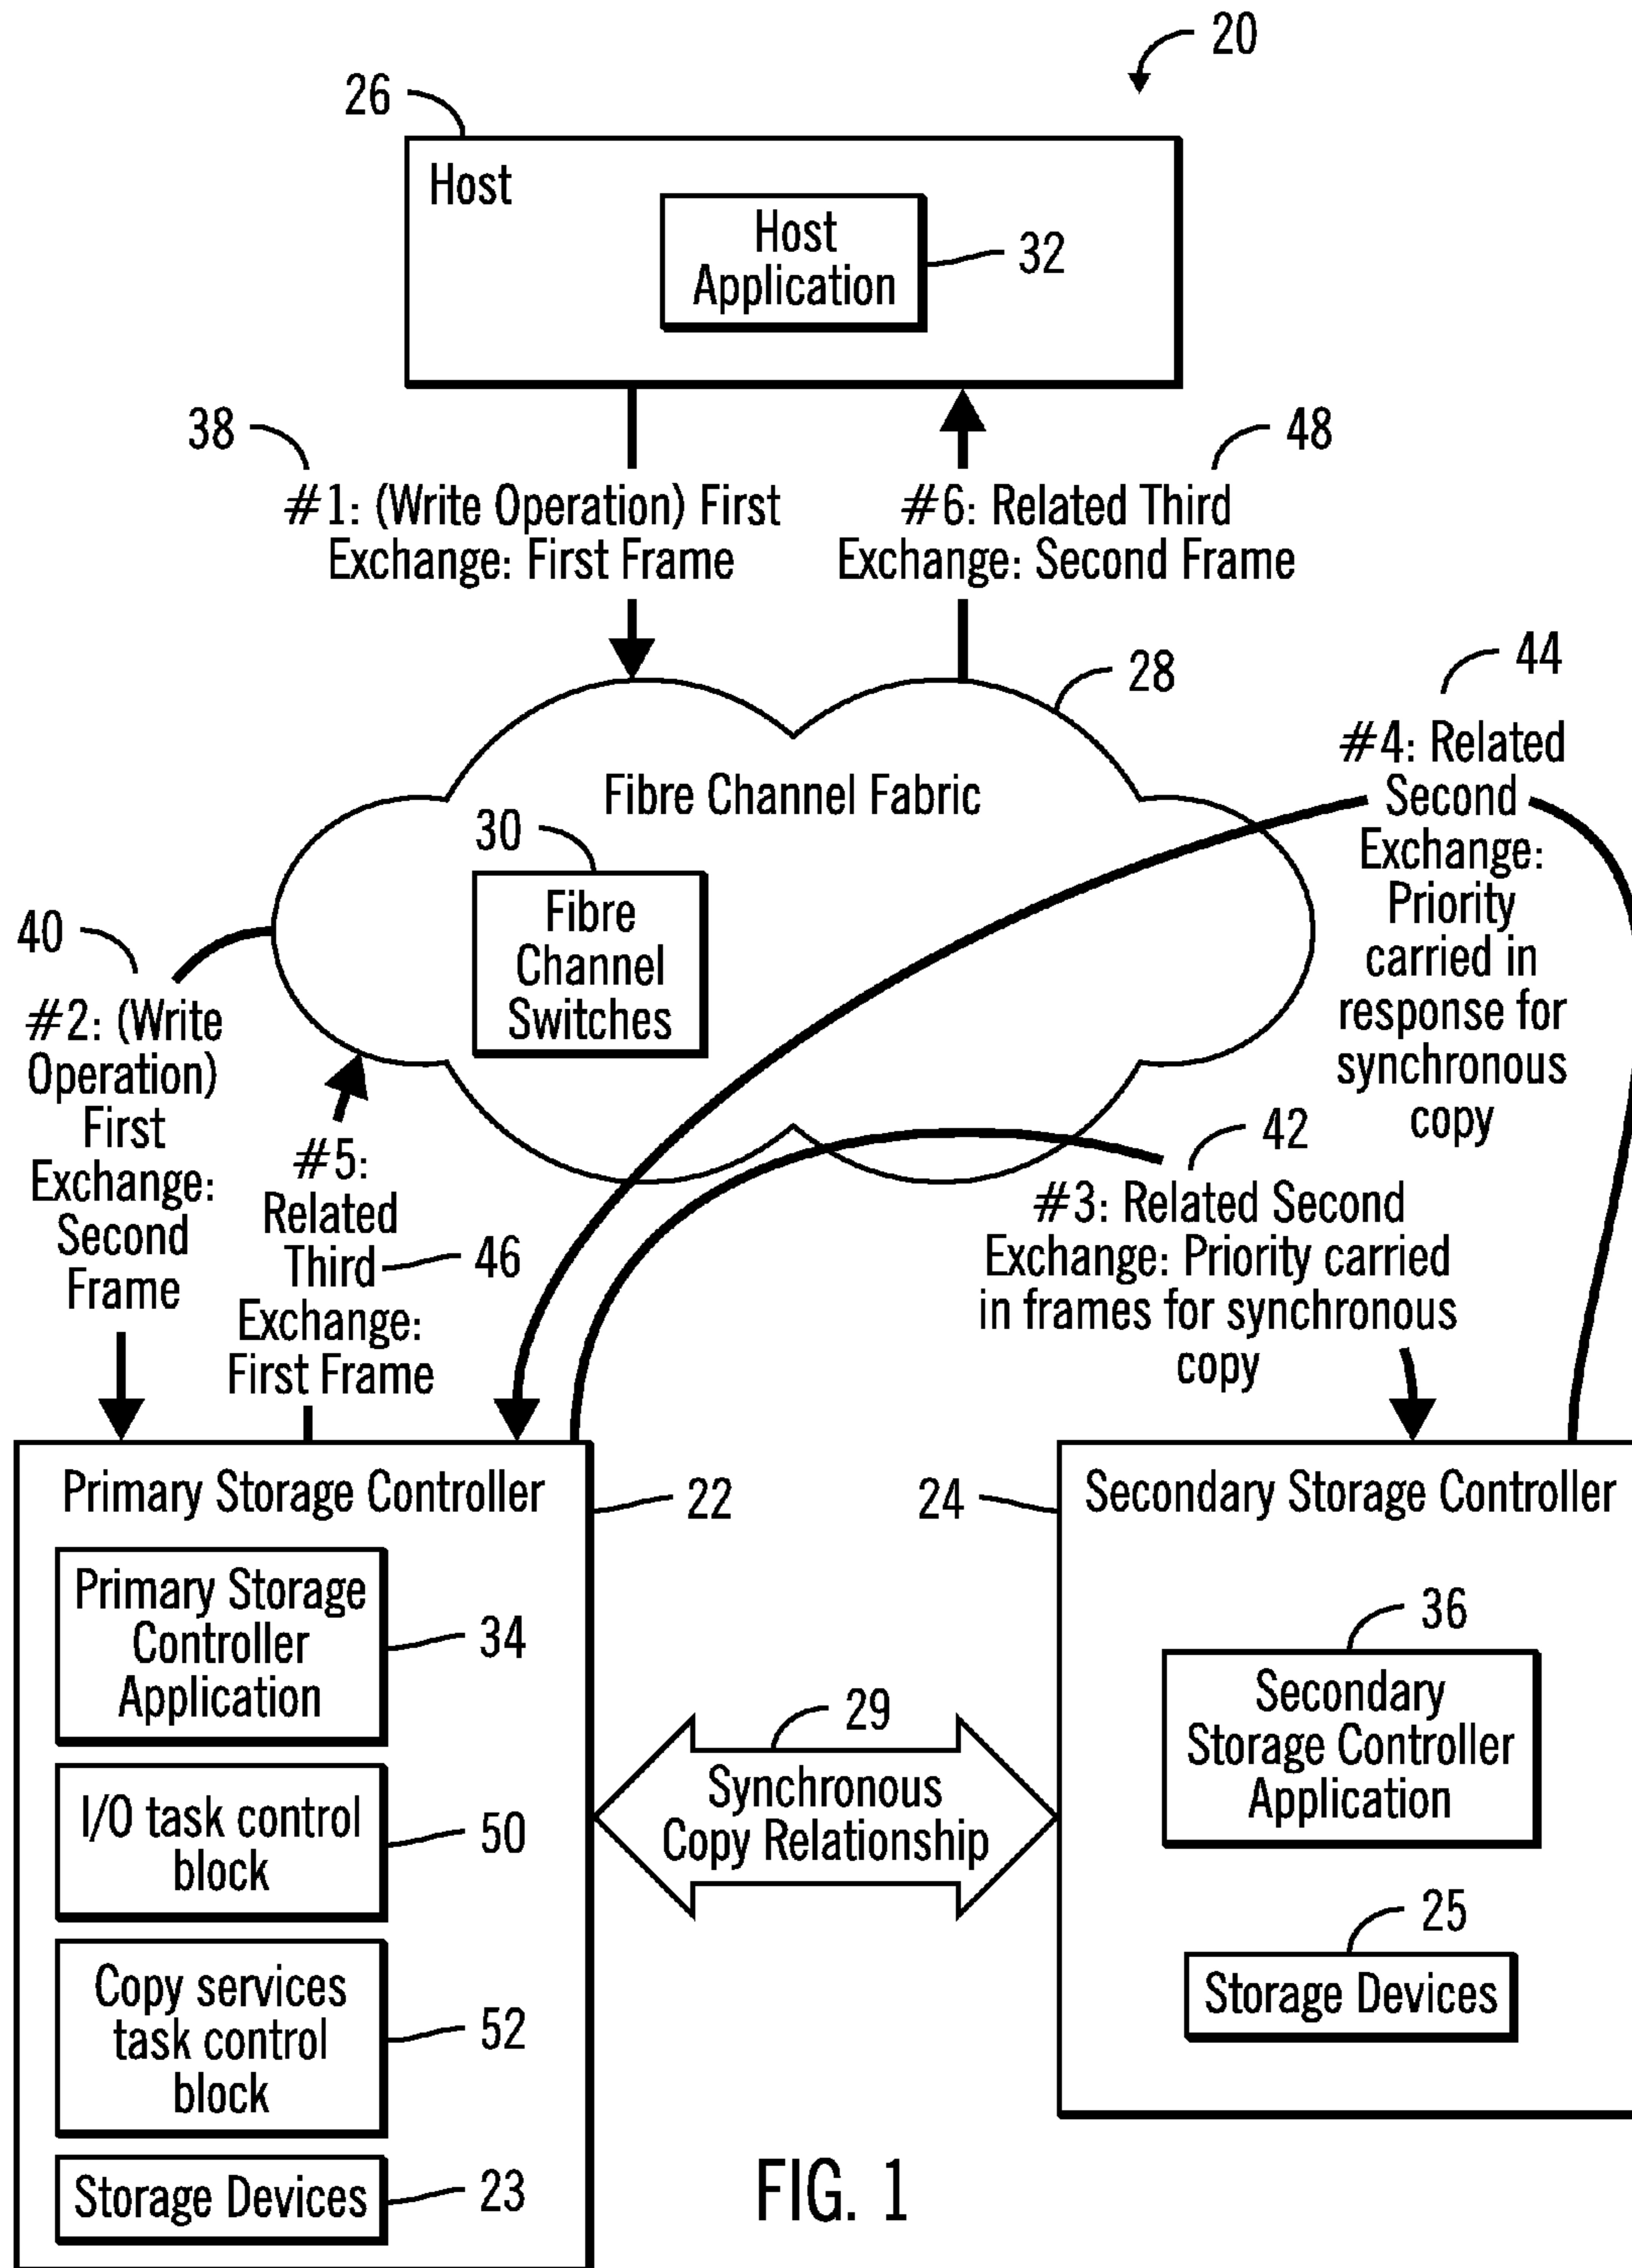 20
26
Host
Host
Application
32
38
#1: (Write Operation) First
Exchange: First Frame
48
#6: Related Third
Exchange: Second Frame
28
Fibre Channel Fabric
30
Fibre
Channel
Switches
44
#4: Related
Second
Exchange:
Priority
carried in
response for
synchronous
copy
40
#2: (Write
Operation)
First
Exchange:
Second
Frame
#5:
Related
Third
Exchange:
First Frame
46
42
#3: Related Second
Exchange: Priority carried
in frames for synchronous
copy
Primary Storage Controller
22
Primary Storage
Controller
Application
34
I/O task control
block
50
Copy services
task control
block
52
Storage Devices
23
29
Synchronous
Copy Relationship
24
Secondary Storage Controller
36
Secondary
Storage Controller
Application
25
Storage Devices
FIG. 1